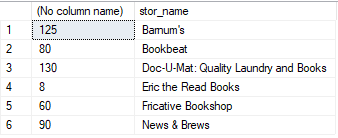 (No column name) stor_name
1 125 Barnum's
2 80 Bookbeat
3 130 Doc-U-Mat: Quality Laundry and Books
4 8 Eric the Read Books
5 60 Fricative Bookshop
6 90 News & Brews